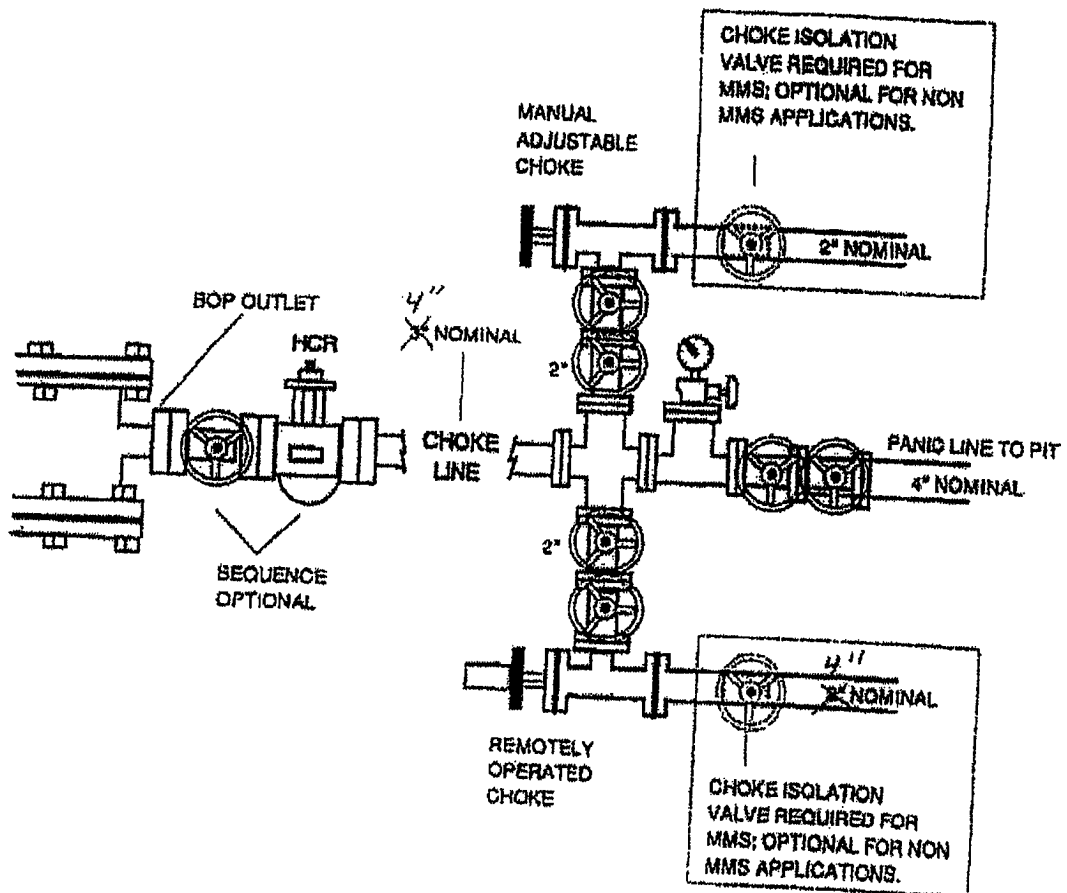 CHOKE ISOLATION
VALVE REQUIRED FOR
MMS; OPTIONAL FOR NON
MMS APPLICATIONS.
MANUAL
ADJUSTABLE
CHOKE
2" NOMINAL
BOP OUTLET
4"
3" NOMINAL
HCR
2"
CHOKE
LINE
PANIC LINE TO PIT
4" NOMINAL
2"
SEQUENCE
OPTIONAL
4"
NOMINAL
REMOTELY
OPERATED
CHOKE
CHOKE ISOLATION
VALVE REQUIRED FOR
MMS; OPTIONAL FOR NON
MMS APPLICATIONS.